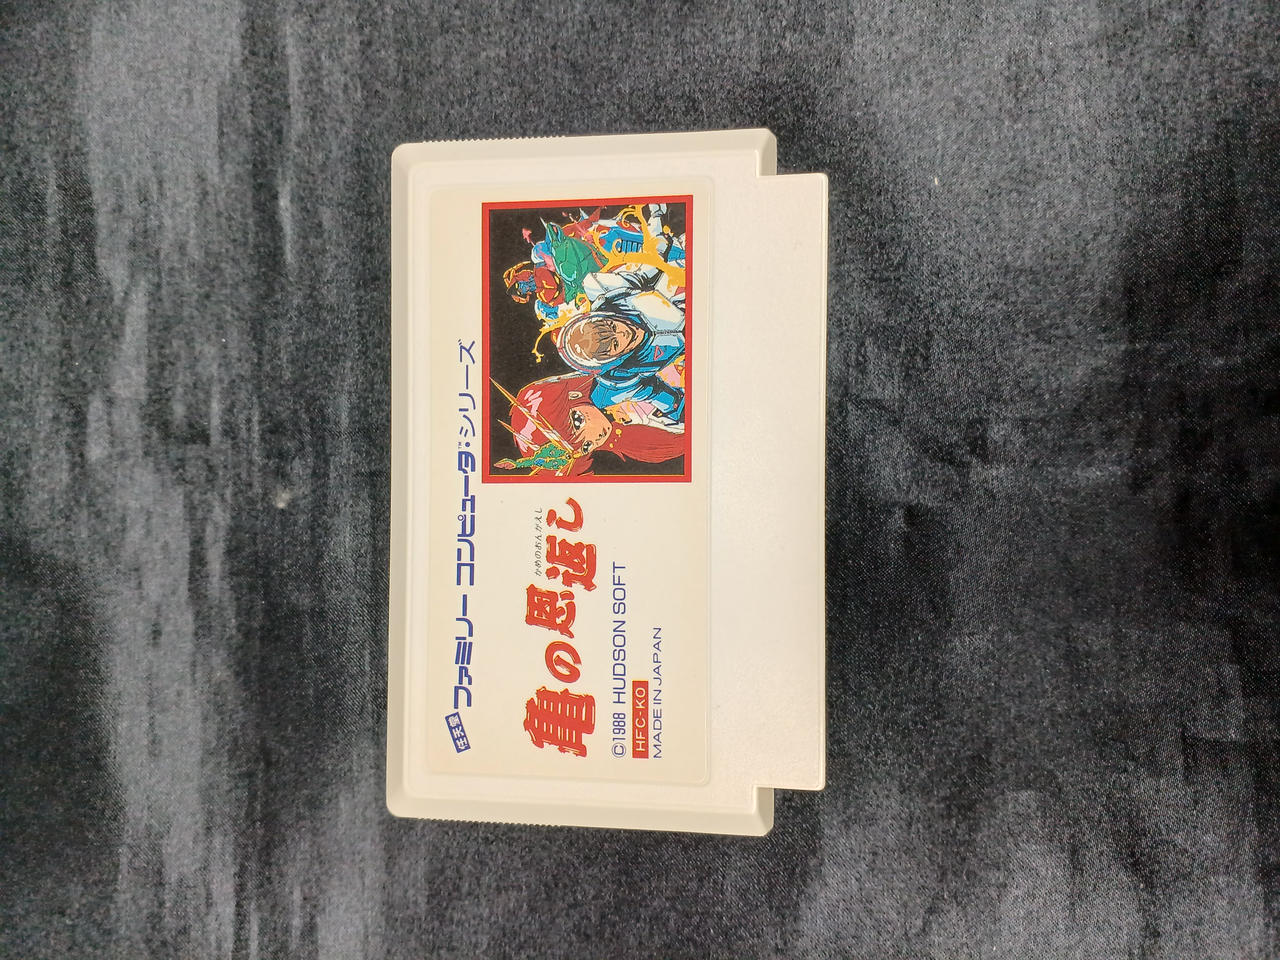 任天堂
ファミリー コンピュータ™・シリーズ
かめのおんがえし
亀の恩返し
©1988 HUDSON SOFT
HFC-KO
MADE IN JAPAN